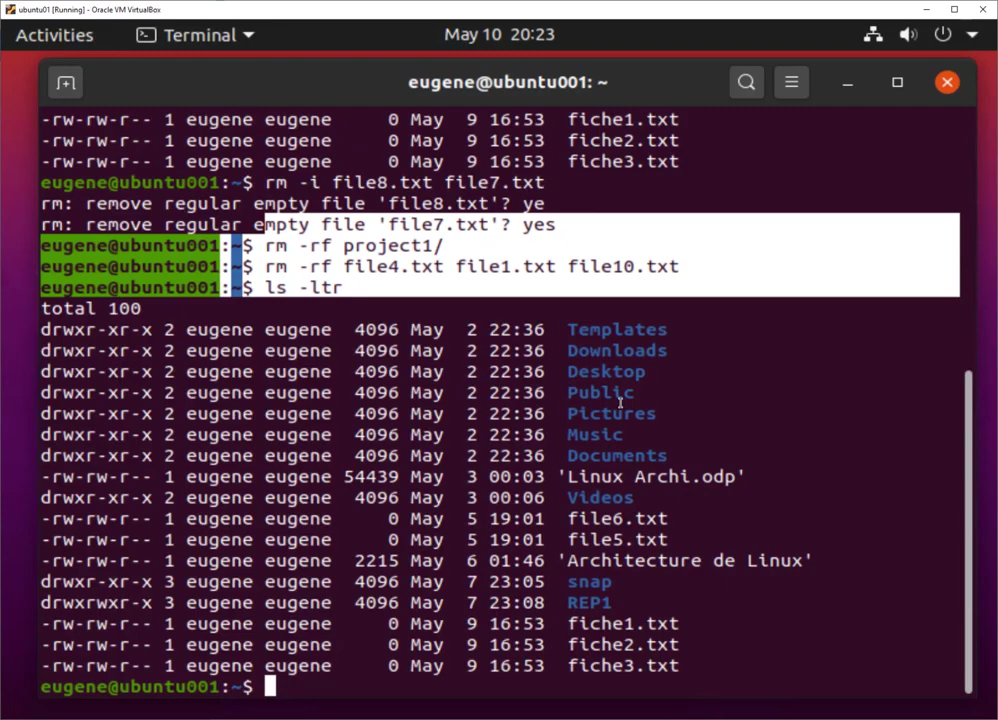 ubuntu01 [Running] - Oracle VM VirtualBox
Activities Terminal May 10 20:23
eugene@ubuntu001: ~
-rw-rw-r-- 1 eugene eugene     0 May  9 16:53  fiche1.txt
-rw-rw-r-- 1 eugene eugene     0 May  9 16:53  fiche2.txt
-rw-rw-r-- 1 eugene eugene     0 May  9 16:53  fiche3.txt
eugene@ubuntu001:~$ rm -i file8.txt file7.txt
rm: remove regular empty file 'file8.txt'? ye
rm: remove regular empty file 'file7.txt'? yes
eugene@ubuntu001:~$ rm -rf project1/
eugene@ubuntu001:~$ rm -rf file4.txt file1.txt file10.txt
eugene@ubuntu001:~$ ls -ltr
total 100
drwxr-xr-x 2 eugene eugene  4096 May  2 22:36  Templates
drwxr-xr-x 2 eugene eugene  4096 May  2 22:36  Downloads
drwxr-xr-x 2 eugene eugene  4096 May  2 22:36  Desktop
drwxr-xr-x 2 eugene eugene  4096 May  2 22:36  Public
drwxr-xr-x 2 eugene eugene  4096 May  2 22:36  Pictures
drwxr-xr-x 2 eugene eugene  4096 May  2 22:36  Music
drwxr-xr-x 2 eugene eugene  4096 May  2 22:36  Documents
-rw-rw-r-- 1 eugene eugene 54439 May  3 00:03 'Linux Archi.odp'
drwxr-xr-x 2 eugene eugene  4096 May  3 00:06  Videos
-rw-rw-r-- 1 eugene eugene     0 May  5 19:01  file6.txt
-rw-rw-r-- 1 eugene eugene     0 May  5 19:01  file5.txt
-rw-rw-r-- 1 eugene eugene  2215 May  6 01:46 'Architecture de Linux'
drwxr-xr-x 3 eugene eugene  4096 May  7 23:05  snap
drwxrwxr-x 3 eugene eugene  4096 May  7 23:08  REP1
-rw-rw-r-- 1 eugene eugene     0 May  9 16:53  fiche1.txt
-rw-rw-r-- 1 eugene eugene     0 May  9 16:53  fiche2.txt
-rw-rw-r-- 1 eugene eugene     0 May  9 16:53  fiche3.txt
eugene@ubuntu001:~$